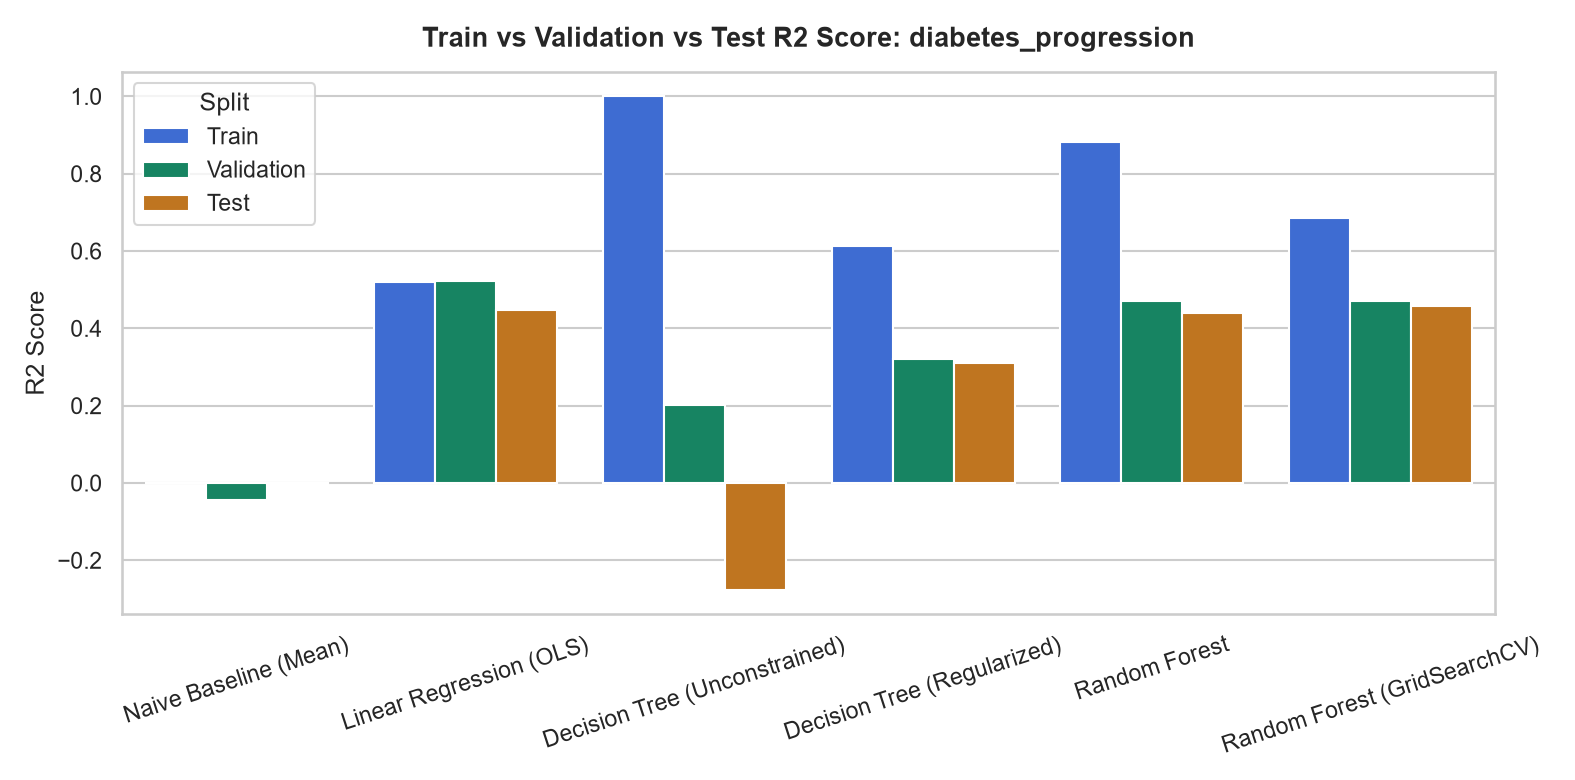 Train vs Validation vs Test R2 Score: diabetes_progression
Split
Train
Validation
Test
R2 Score
1.0
0.8
0.6
0.4
0.2
0.0
−0.2
Naive Baseline (Mean)
Linear Regression (OLS)
Decision Tree (Unconstrained)
Decision Tree (Regularized)
Random Forest
Random Forest (GridSearchCV)